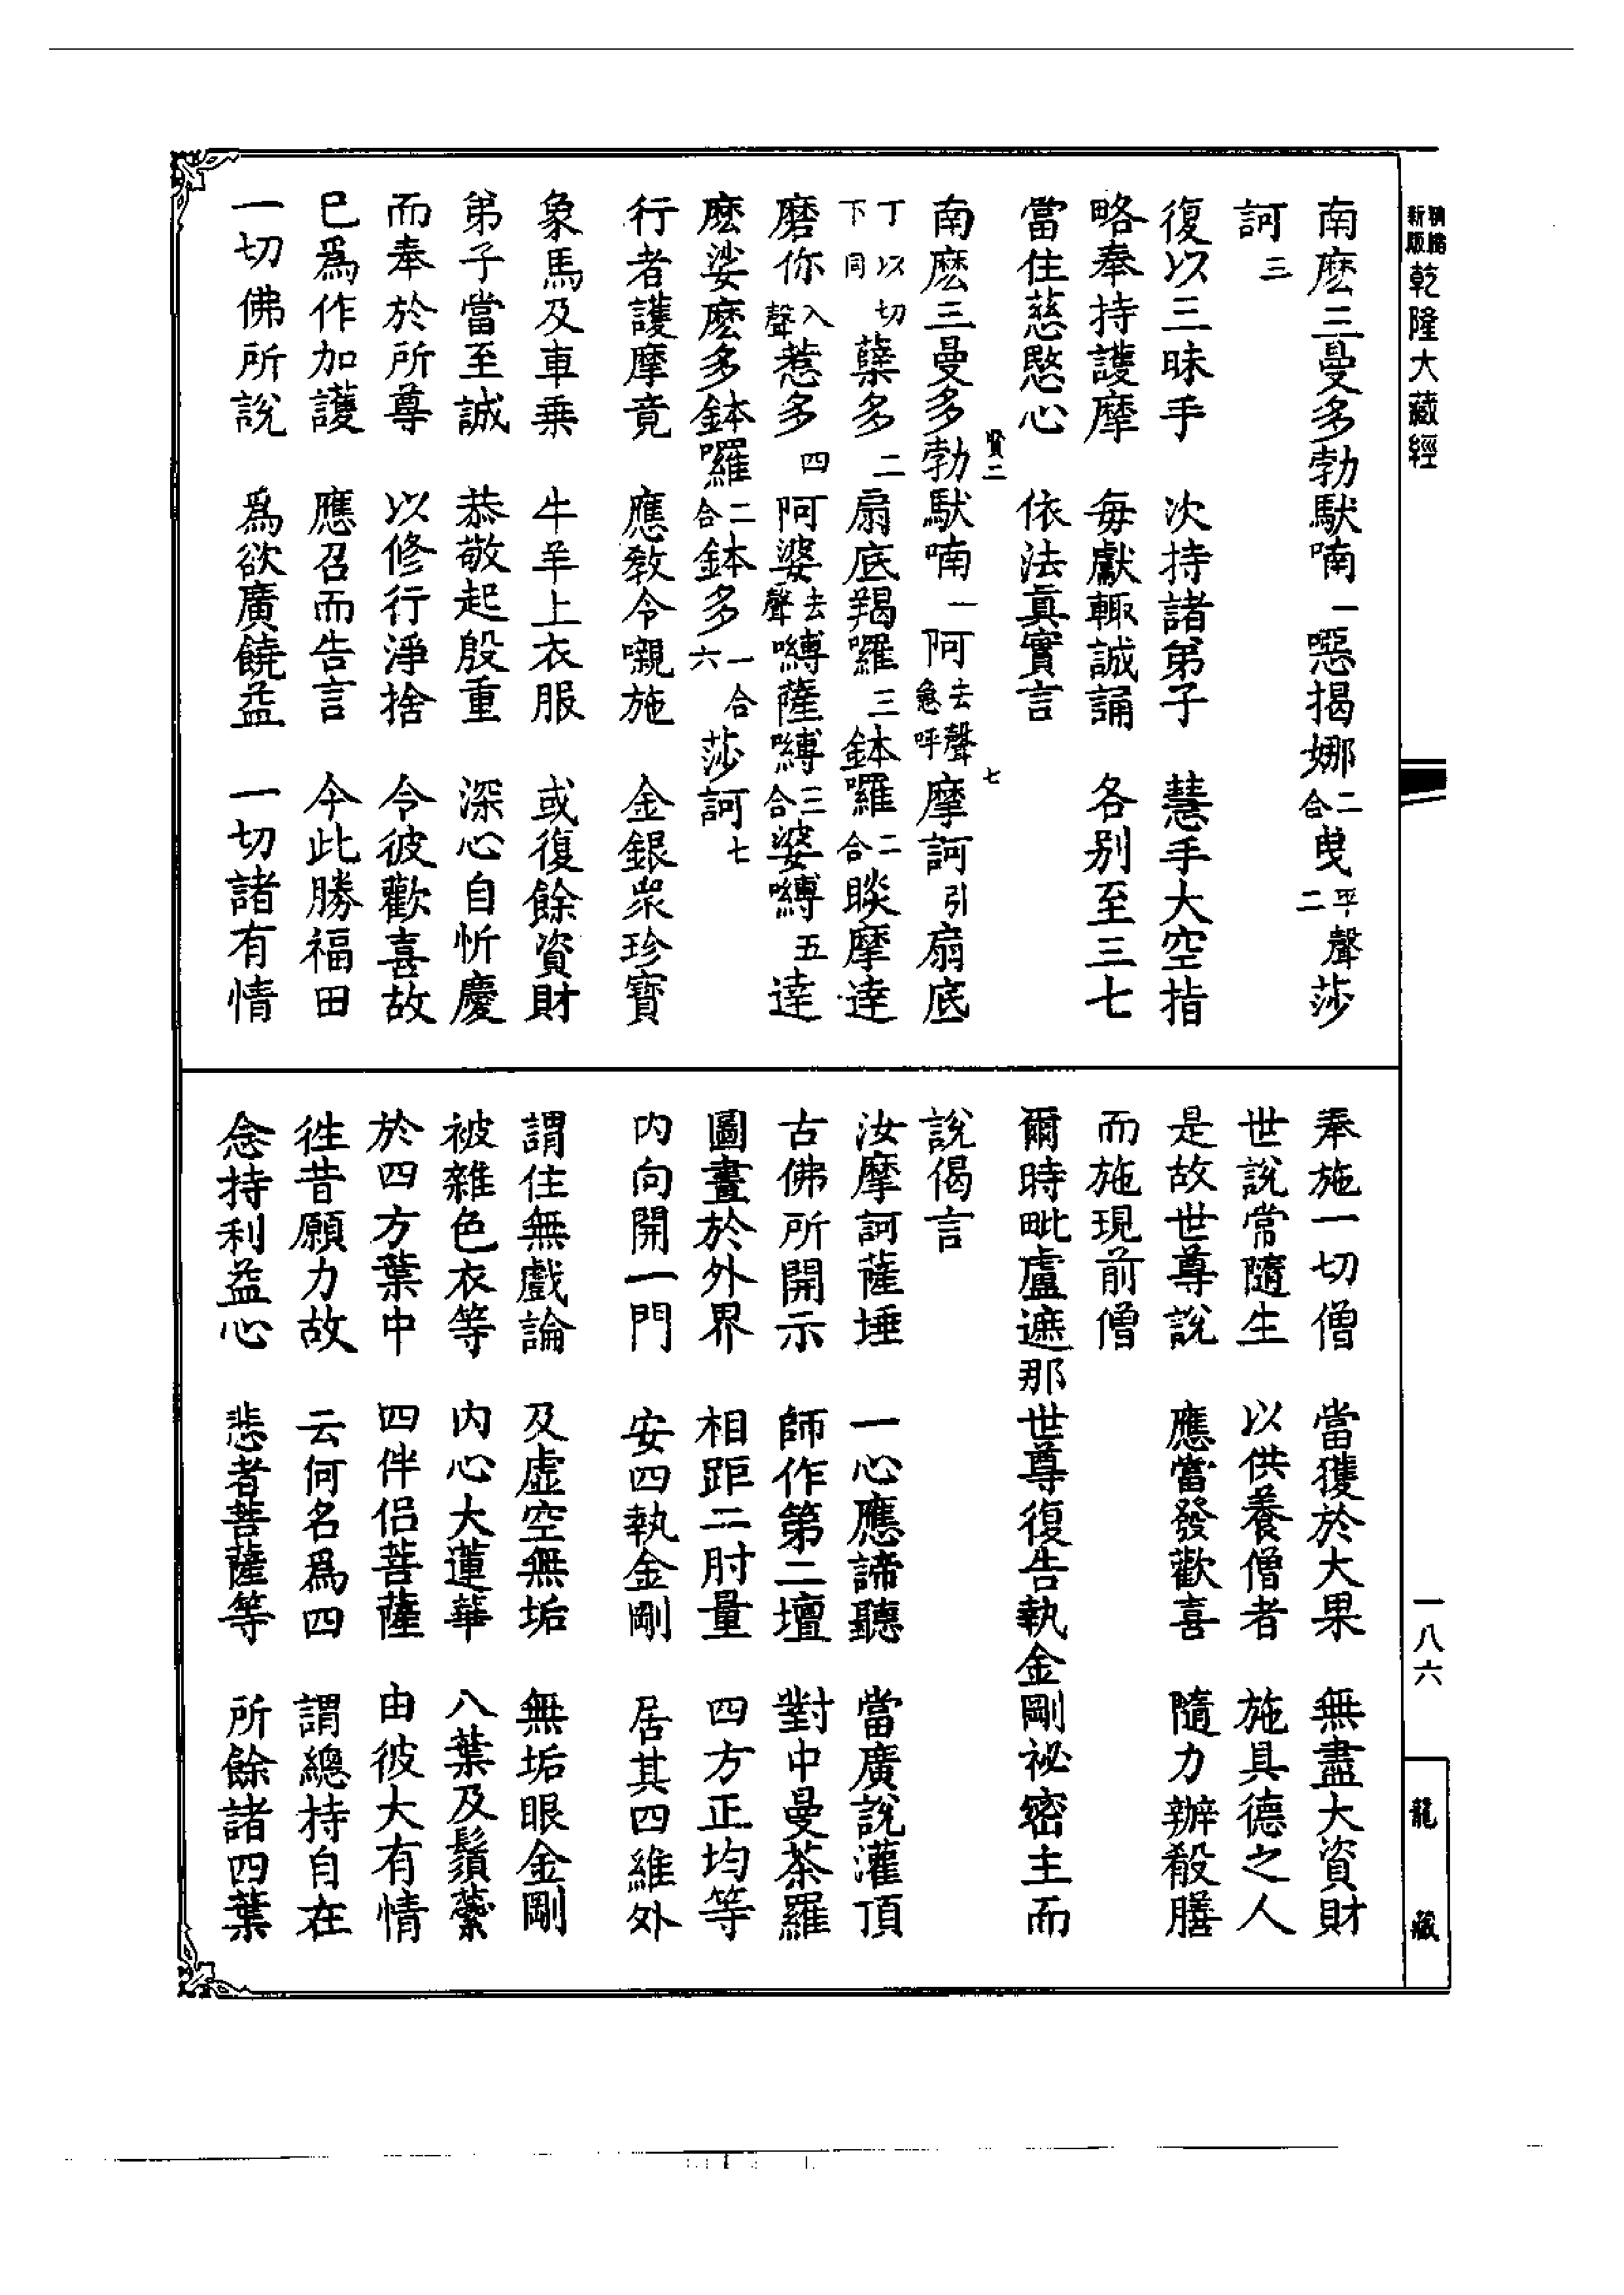 新版乾隆大藏經
南麽三曼多勃馱喃一噁揭娜二合曳平聲二莎
訶三
復以三昧手　次持諸弟子　慧手大空指
略奉持護摩　每獻輒誠誦　各別至三七
當住慈愍心　依法真實言
南麽三曼多勃馱喃一阿去聲急呼摩訶引扇底
丁以切下同蘖多二扇底羯囉三鉢囉二合睒摩達
磨你入聲惹多四阿婆去聲嚩薩嚩三合婆嚩五達
麽娑麽多鉢囉二合鉢多一合六莎訶七
行者護摩竟　應教令嚫施　金銀眾珍寶
象馬及車乗　牛羊上衣服　或復餘資財
弟子當至誠　恭敬起殷重　深心自忻慶
而奉於所尊　以修行淨捨　令彼歡喜故
已爲作加護　應召而告言　今此勝福田
一切佛所說　爲欲廣饒益　一切諸有情
奉施一切僧　當獲於大果　無盡大資財
世說常隨生　以供養僧者　施具德之人
是故世尊說　應當發歡喜　隨力辦殽膳
而施現前僧
爾時毗盧遮那世尊復告執金剛祕密主而
說偈言
汝摩訶薩埵　一心應諦聽　當廣說灌頂
古佛所開示　師作第二壇　對中曼荼羅
圖畫於外界　相距二肘量　四方正均等
內向開一門　安四執金剛　居其四維外
謂住無戲論　及虛空無垢　無垢眼金剛
被雜色衣等　內心大蓮華　八葉及鬚蘂
於四方葉中　四伴侶菩薩　由彼大有情
徃昔願力故　云何名爲四　謂總持自在
念持利益心　悲者菩薩等　所餘諸四葉
一八六
龍藏